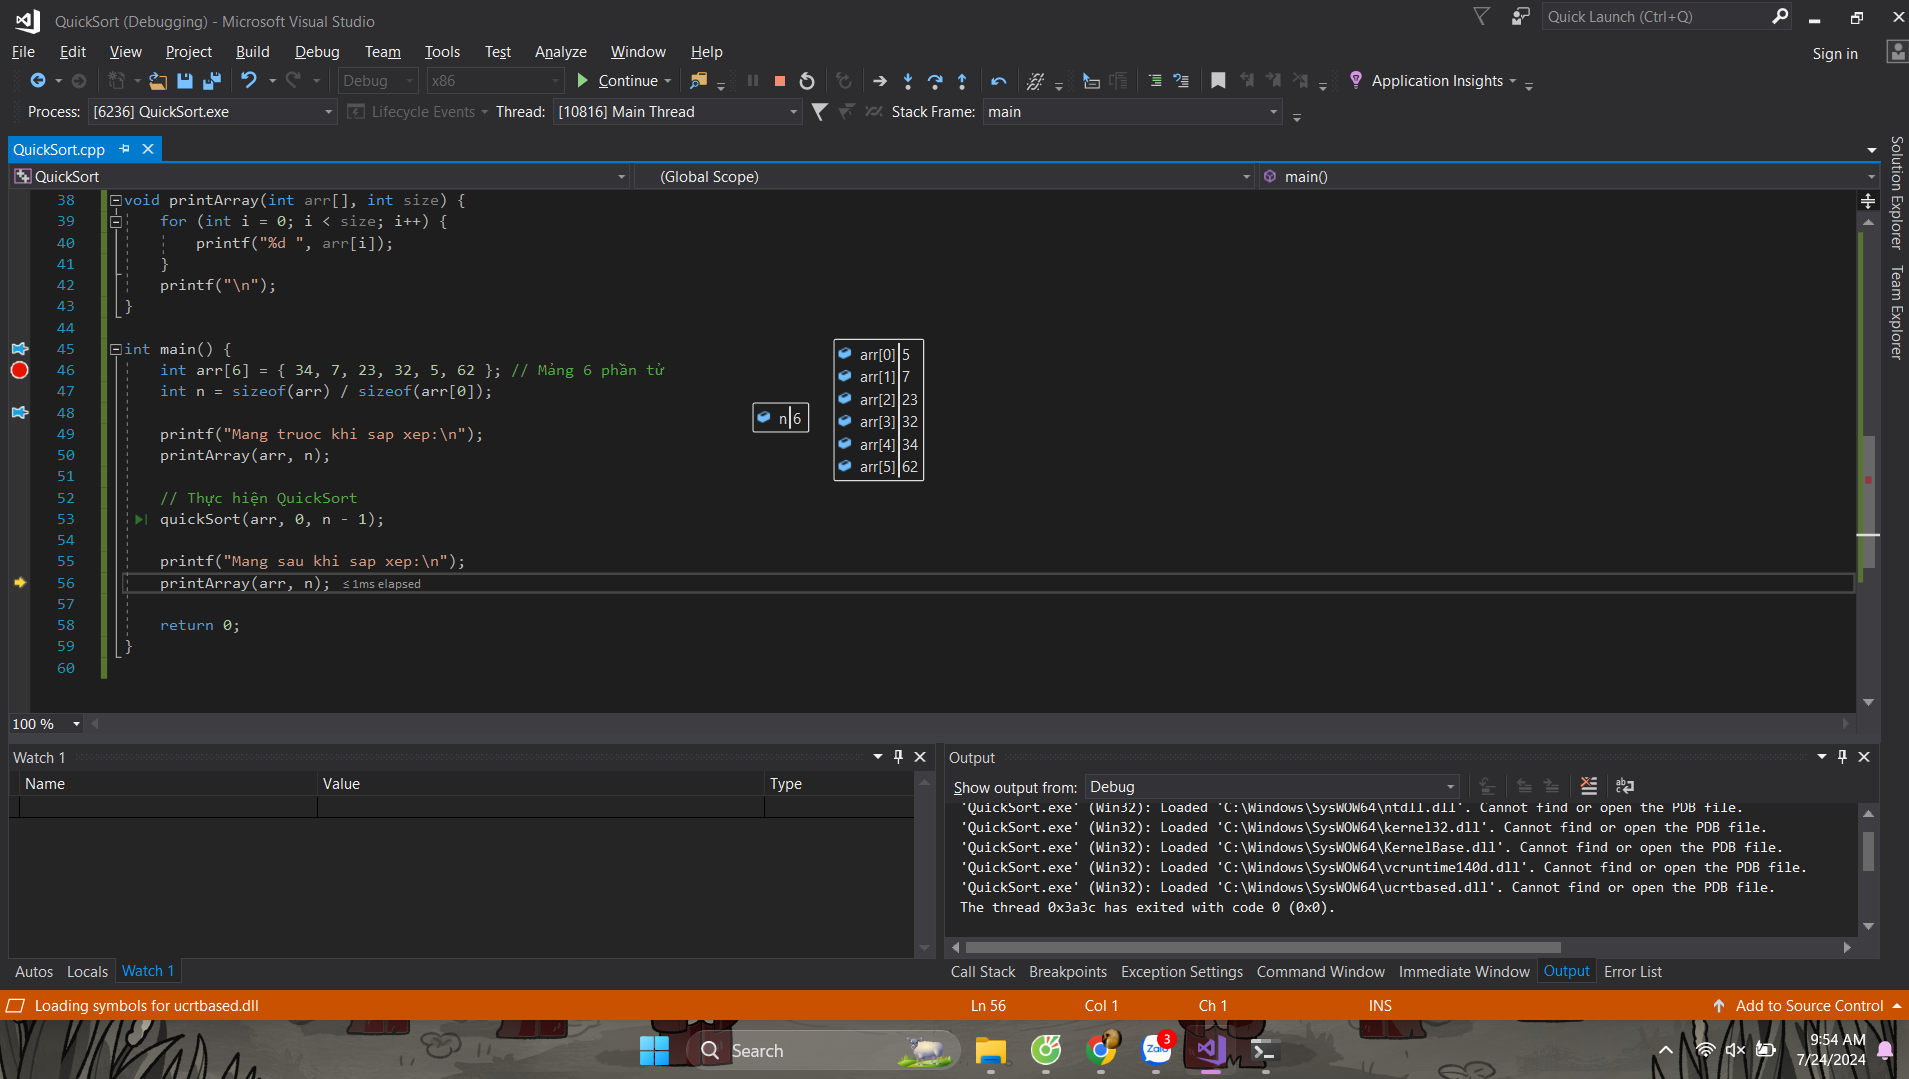 QuickSort (Debugging) - Microsoft Visual Studio
Quick Launch (Ctrl+Q)
File Edit View Project Build Debug Team Tools Test Analyze Window Help
Sign in
Debug x86 Continue Application Insights
Process: [6236] QuickSort.exe Lifecycle Events Thread: [10816] Main Thread Stack Frame: main
QuickSort.cpp
QuickSort (Global Scope) main()
Solution Explorer
Team Explorer
38 void printArray(int arr[], int size) {
39 for (int i = 0; i < size; i++) {
40 printf("%d ", arr[i]);
41 }
42 printf("\n");
43 }
44
45 int main() {
46 int arr[6] = { 34, 7, 23, 32, 5, 62 }; // Mảng 6 phần tử
47 int n = sizeof(arr) / sizeof(arr[0]);
48
49 printf("Mang truoc khi sap xep:\n");
50 printArray(arr, n);
51
52 // Thực hiện QuickSort
53 quickSort(arr, 0, n - 1);
54
55 printf("Mang sau khi sap xep:\n");
56 printArray(arr, n); ≤ 1ms elapsed
57
58 return 0;
59 }
60
n 6
arr[0] 5
arr[1] 7
arr[2] 23
arr[3] 32
arr[4] 34
arr[5] 62
100 %
Watch 1
Name Value Type
Autos Locals Watch 1
Output
Show output from: Debug
'QuickSort.exe' (Win32): Loaded 'C:\Windows\SysWOW64\ntdll.dll'. Cannot find or open the PDB file.
'QuickSort.exe' (Win32): Loaded 'C:\Windows\SysWOW64\kernel32.dll'. Cannot find or open the PDB file.
'QuickSort.exe' (Win32): Loaded 'C:\Windows\SysWOW64\KernelBase.dll'. Cannot find or open the PDB file.
'QuickSort.exe' (Win32): Loaded 'C:\Windows\SysWOW64\vcruntime140d.dll'. Cannot find or open the PDB file.
'QuickSort.exe' (Win32): Loaded 'C:\Windows\SysWOW64\ucrtbased.dll'. Cannot find or open the PDB file.
The thread 0x3a3c has exited with code 0 (0x0).
Call Stack Breakpoints Exception Settings Command Window Immediate Window Output Error List
Loading symbols for ucrtbased.dll Ln 56 Col 1 Ch 1 INS Add to Source Control
Search
Zalo 3
9:54 AM
7/24/2024